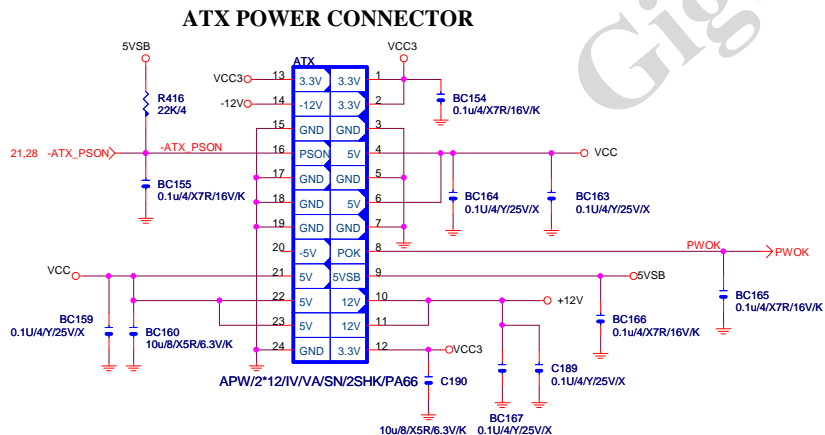 ATX POWER CONNECTOR
Gig
5VSB
VCC3
ATX
VCC3 13 3.3V 3.3V 1
R416
22K/4
-12V 14 -12V 3.3V 2
BC154
0.1u/4/X7R/16V/K
15 GND GND 3
21,28 -ATX_PSON -ATX_PSON 16 PSON 5V 4 VCC
17 GND GND 5
BC155
0.1u/4/X7R/16V/K
BC164
0.1U/4/Y/25V/X
BC163
0.1U/4/Y/25V/X
18 GND 5V 6
19 GND GND 7
20 -5V POK 8 PWOK PWOK
VCC 21 5V 5VSB 9 5VSB
22 5V 12V 10 +12V
BC165
0.1u/4/X7R/16V/K
BC159
0.1U/4/Y/25V/X
BC160
10u/8/X5R/6.3V/K
23 5V 12V 11
BC166
0.1u/4/X7R/16V/K
24 GND 3.3V 12 VCC3
APW/2*12/IV/VA/SN/2SHK/PA66
C190
10u/8/X5R/6.3V/K
C189
0.1U/4/Y/25V/X
BC167
0.1U/4/Y/25V/X